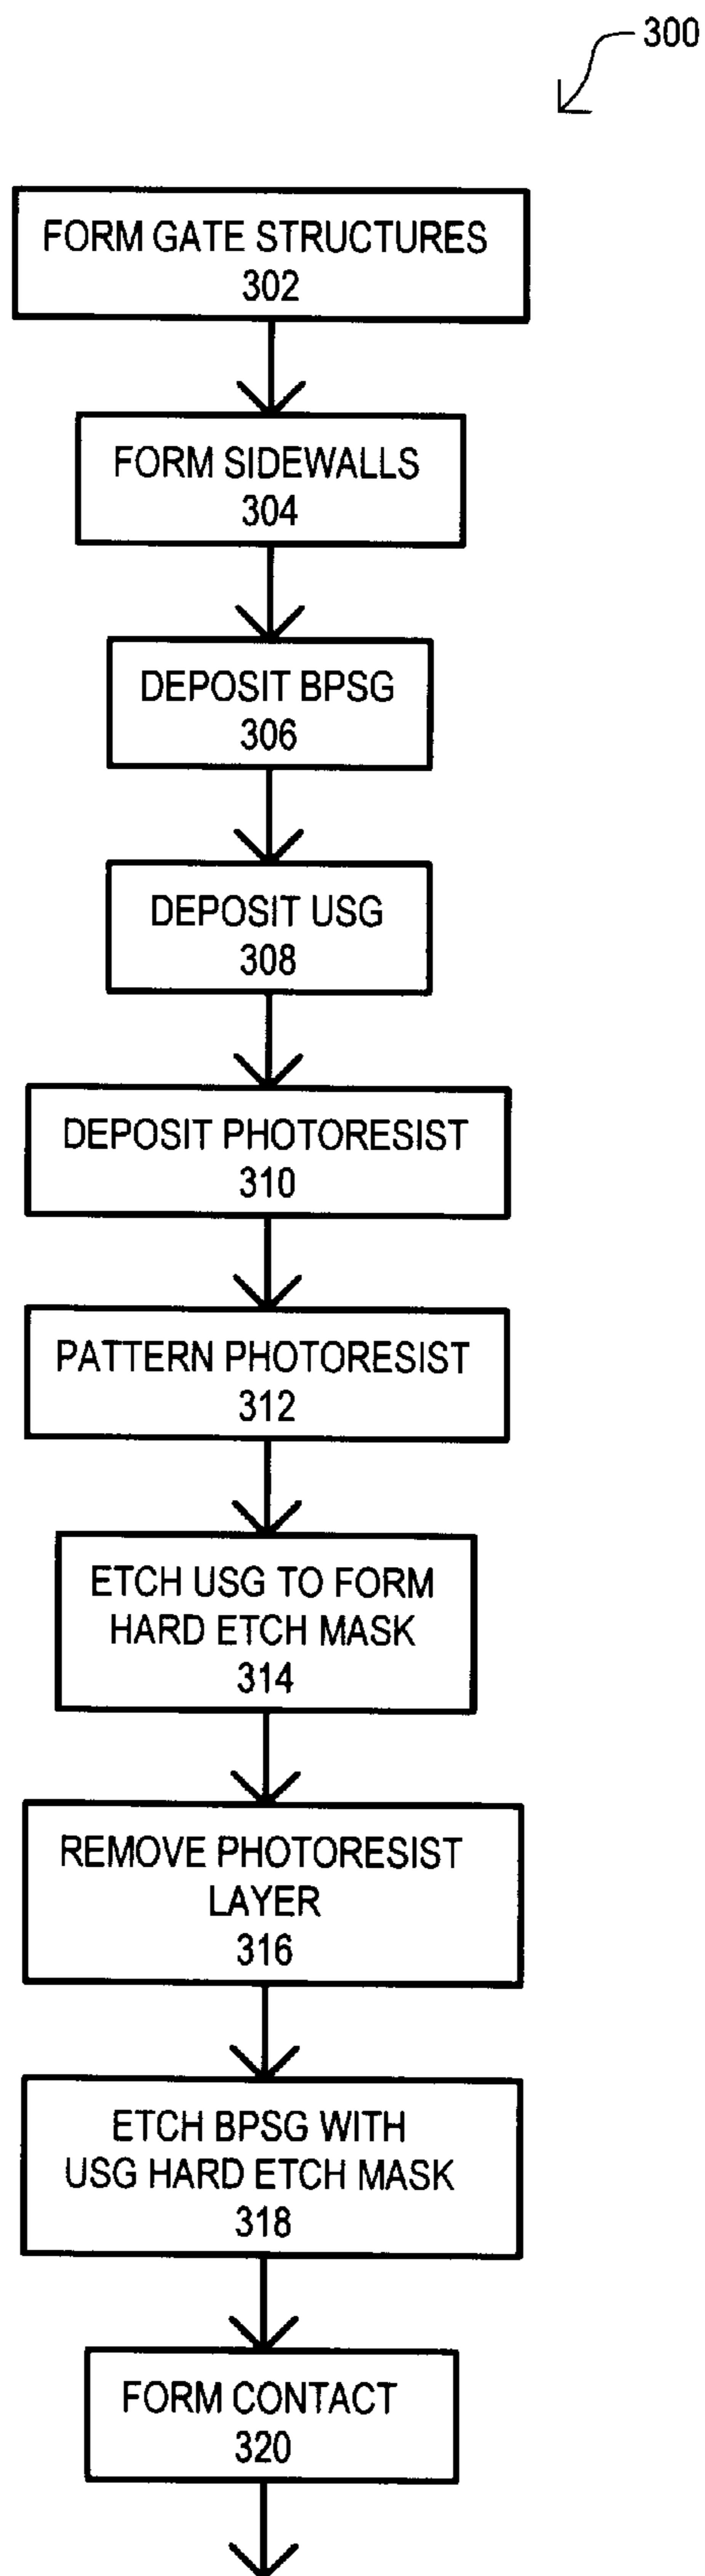 300
FORM GATE STRUCTURES
302
FORM SIDEWALLS
304
DEPOSIT BPSG
306
DEPOSIT USG
308
DEPOSIT PHOTORESIST
310
PATTERN PHOTORESIST
312
ETCH USG TO FORM
HARD ETCH MASK
314
REMOVE PHOTORESIST
LAYER
316
ETCH BPSG WITH
USG HARD ETCH MASK
318
FORM CONTACT
320